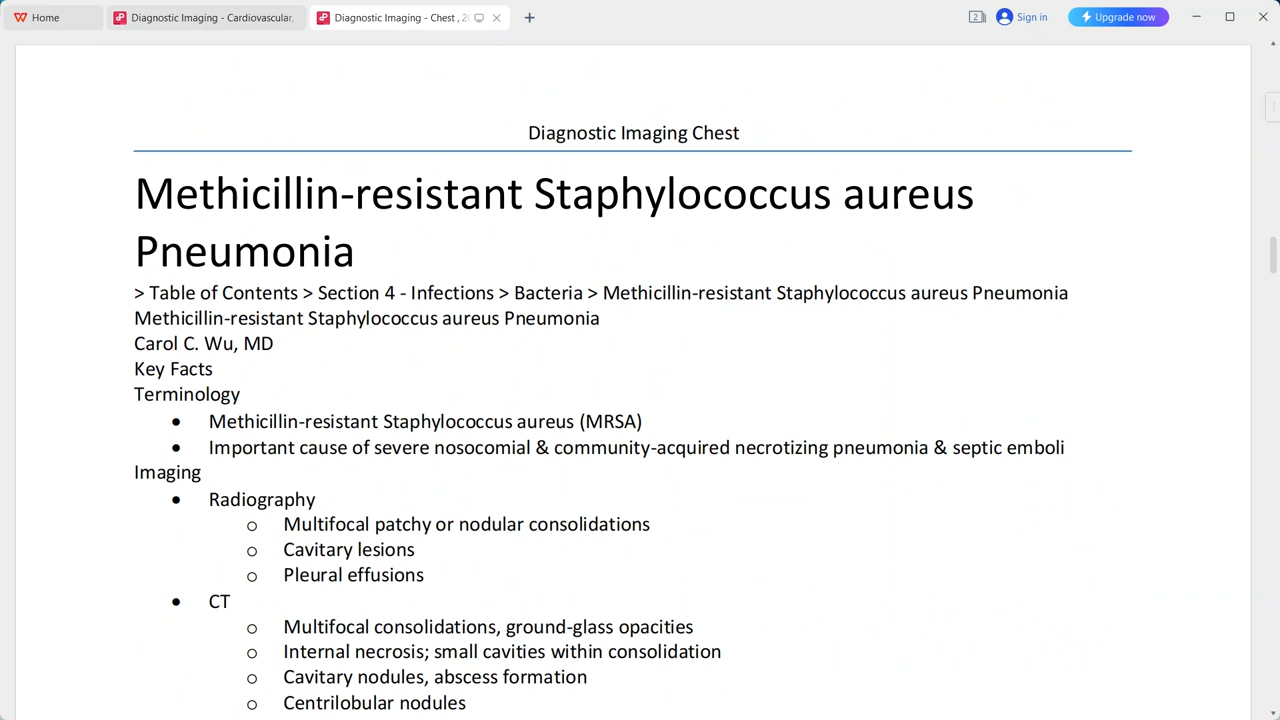 Home
Diagnostic Imaging - Cardiovascular,
Diagnostic Imaging - Chest , 2
2
Sign in
Upgrade now
Diagnostic Imaging Chest
Methicillin-resistant Staphylococcus aureus
Pneumonia
> Table of Contents > Section 4 - Infections > Bacteria > Methicillin-resistant Staphylococcus aureus Pneumonia
Methicillin-resistant Staphylococcus aureus Pneumonia
Carol C. Wu, MD
Key Facts
Terminology
• Methicillin-resistant Staphylococcus aureus (MRSA)
• Important cause of severe nosocomial & community-acquired necrotizing pneumonia & septic emboli
Imaging
• Radiography
o Multifocal patchy or nodular consolidations
o Cavitary lesions
o Pleural effusions
• CT
o Multifocal consolidations, ground-glass opacities
o Internal necrosis; small cavities within consolidation
o Cavitary nodules, abscess formation
o Centrilobular nodules